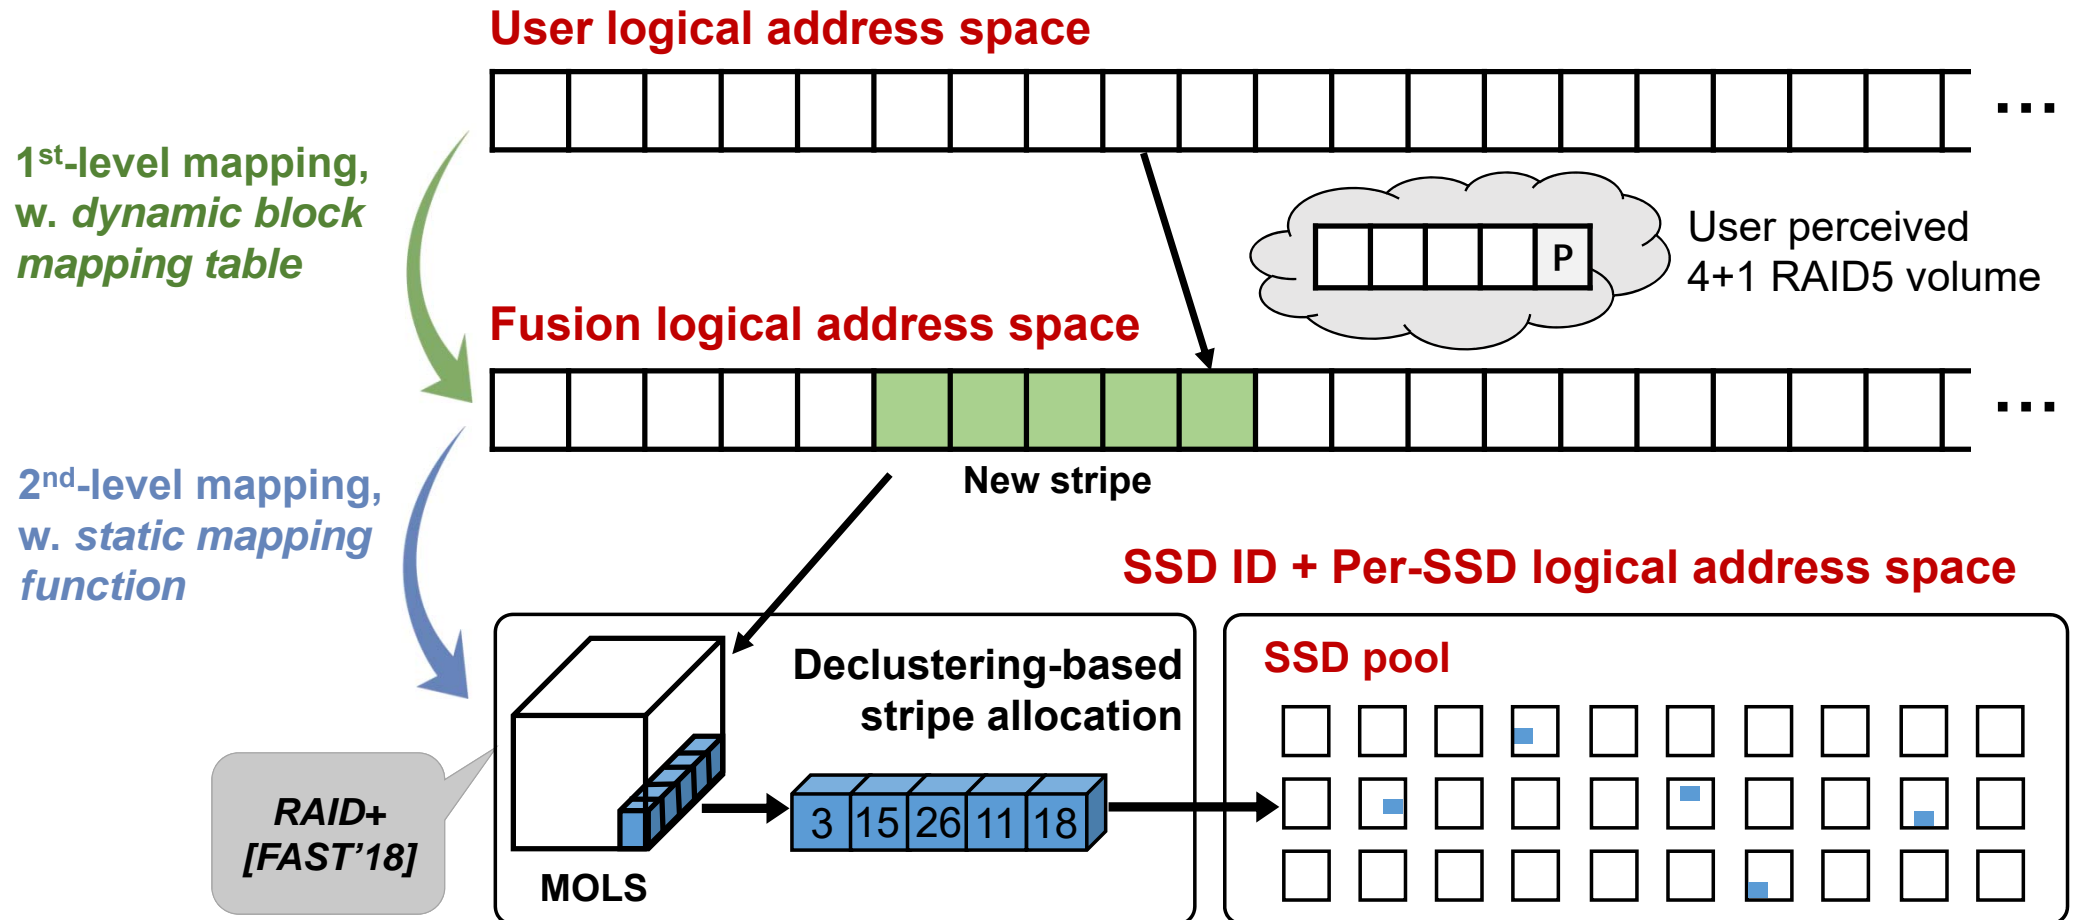 User logical address space
...
1st-level mapping,
w. dynamic block
mapping table
P
User perceived
4+1 RAID5 volume
Fusion logical address space
...
New stripe
2nd-level mapping,
w. static mapping
function
SSD ID + Per-SSD logical address space
Declustering-based
stripe allocation
SSD pool
RAID+
[FAST'18]
3 15 26 11 18
MOLS